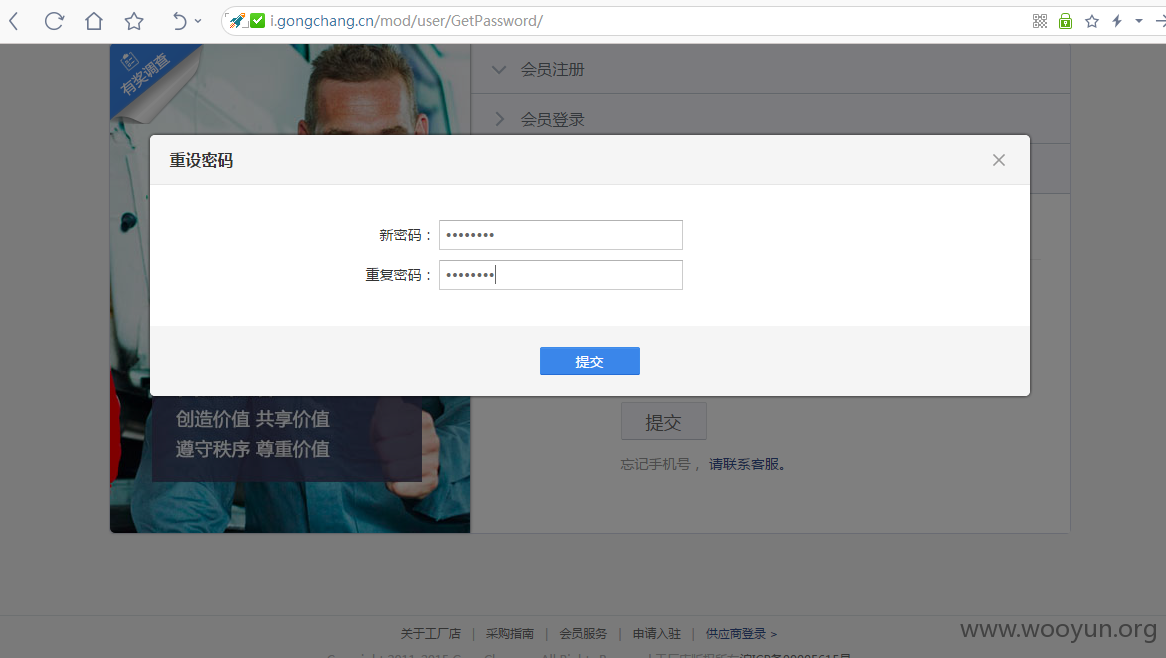 i.gongchang.cn/mod/user/GetPassword/
有奖调查
会员注册
会员登录
重设密码
新密码：
重复密码：
提交
创造价值 共享价值
遵守秩序 尊重价值
提交
忘记手机号， 请联系客服。
关于工厂店 | 采购指南 | 会员服务 | 申请入驻 | 供应商登录 >
www.wooyun.org